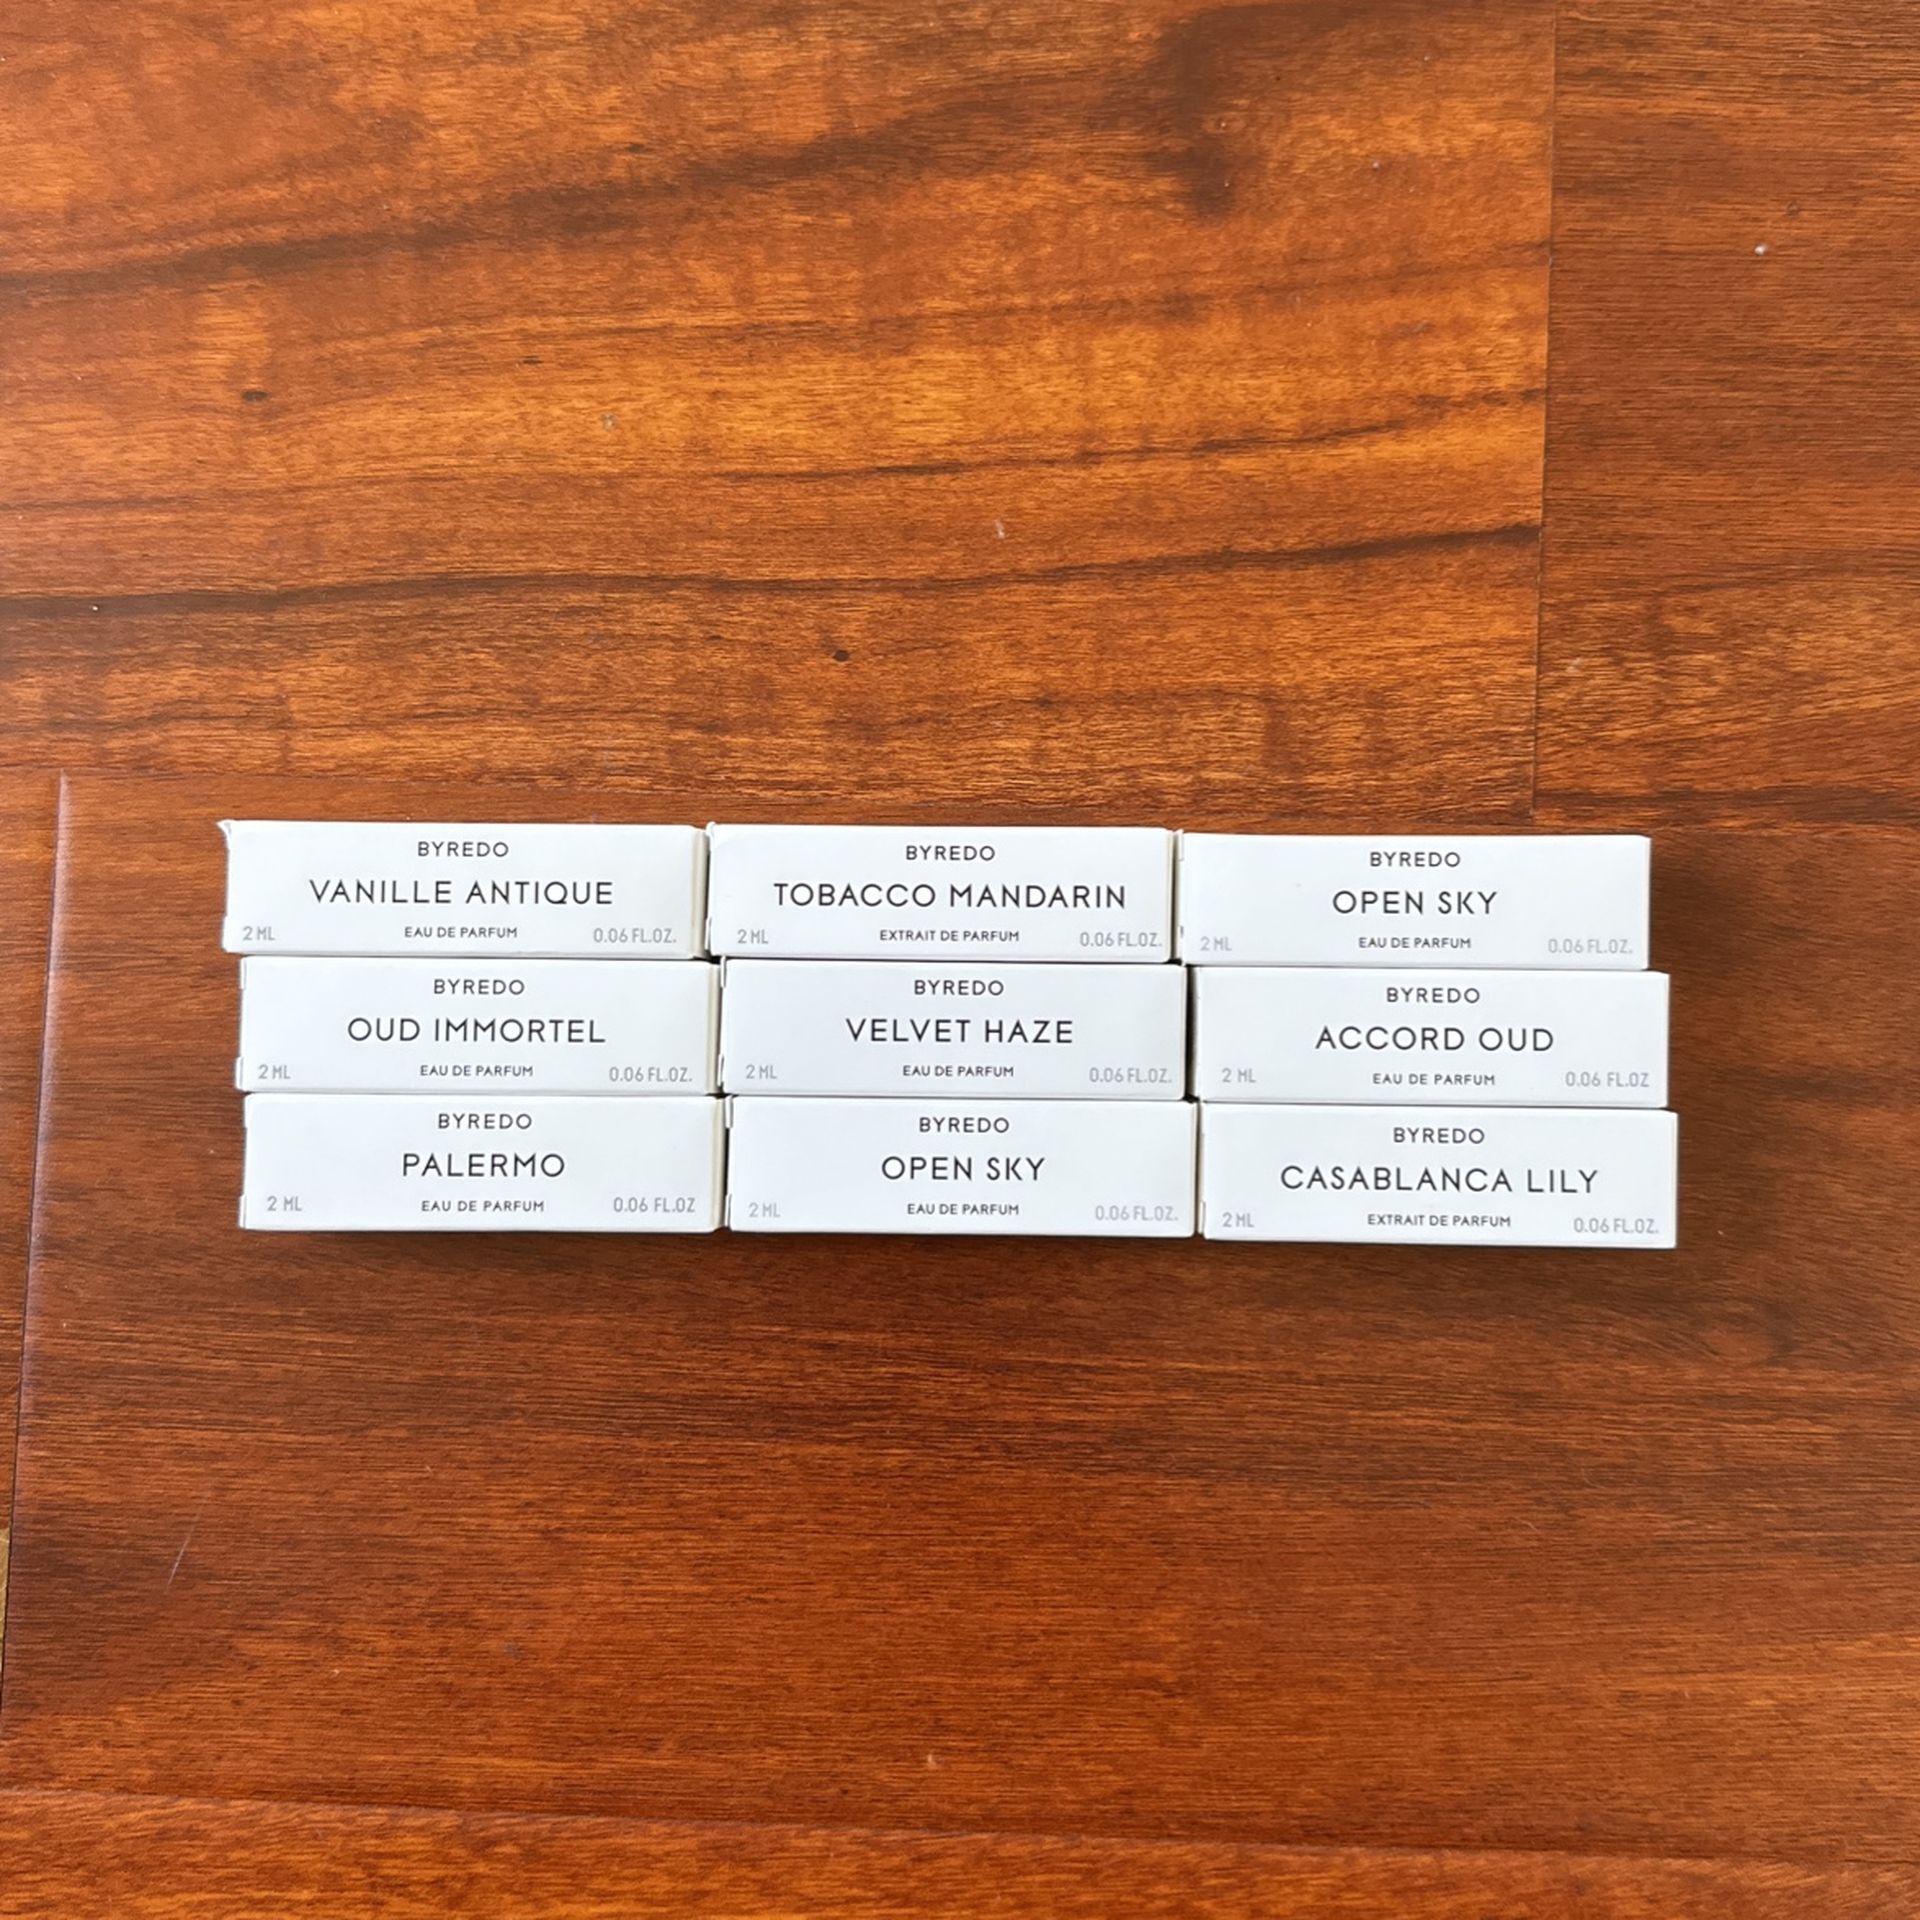 BYREDO
VANILLE ANTIQUE
2 ML EAU DE PARFUM 0.06 FL.OZ.
BYREDO
TOBACCO MANDARIN
2 ML EXTRAIT DE PARFUM 0.06 FL.OZ.
BYREDO
OPEN SKY
2 ML EAU DE PARFUM 0.06 FL.OZ.
BYREDO
OUD IMMORTEL
2 ML EAU DE PARFUM 0.06 FL.OZ.
BYREDO
VELVET HAZE
2 ML EAU DE PARFUM 0.06 FL.OZ.
BYREDO
ACCORD OUD
2 ML EAU DE PARFUM 0.06 FL.OZ
BYREDO
PALERMO
2 ML EAU DE PARFUM 0.06 FL.OZ
BYREDO
OPEN SKY
2 ML EAU DE PARFUM 0.06 FL.OZ.
BYREDO
CASABLANCA LILY
2 ML EXTRAIT DE PARFUM 0.06 FL.OZ.